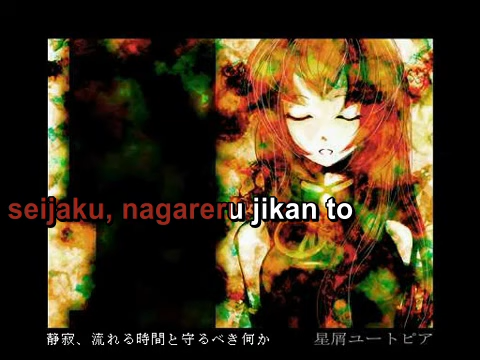 seijaku, nagareru jikan to
静寂、流れる時間と守るべき何か
星屑ユートピア